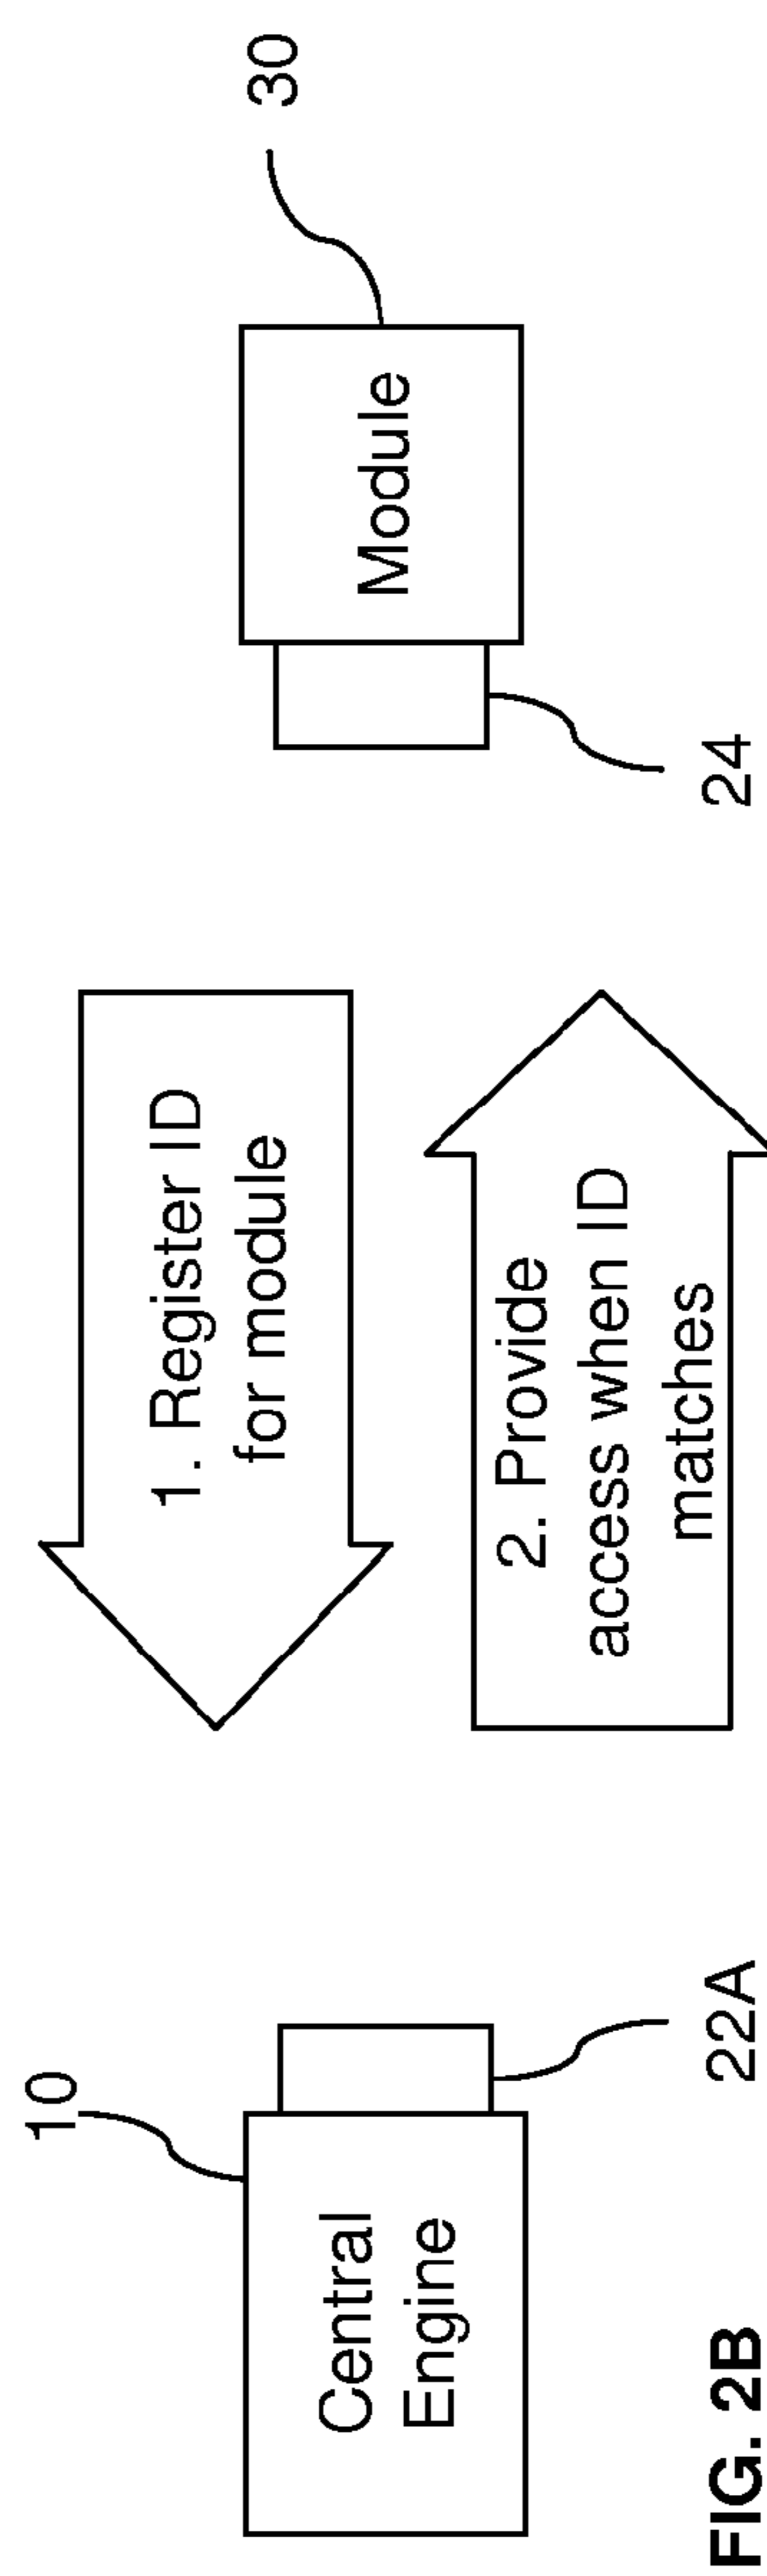 10
Central
Engine
22A
1. Register ID
for module
2. Provide
access when ID
matches
Module
30
24
FIG. 2B